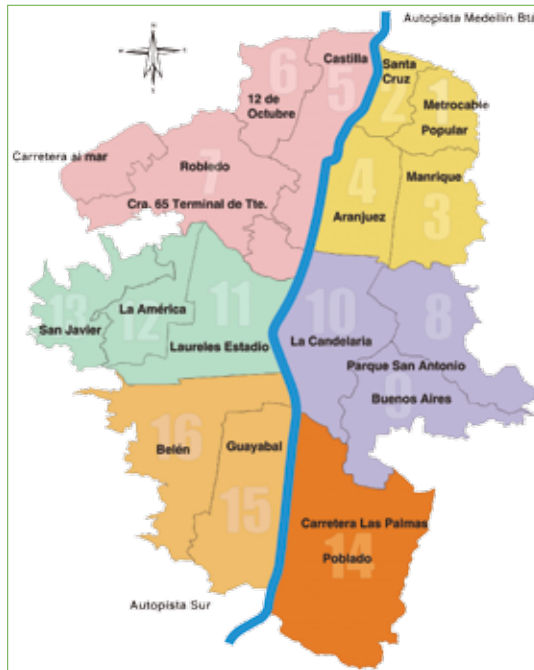 Autopista Medellín Bta
Castilla
Santa
Cruz
6
5
2
1
12 de
Octubre
Metrocable
Popular
Carretera al mar
Robledo
7
Cra. 65 Terminal de Tte.
4
Aranjuez
Manrique
3
13
San Javier
La América
12
11
Laureles Estadio
10
La Candelaria
8
Parque San Antonio
9
Buenos Aires
16
Belén
Guayabal
15
Carretera Las Palmas
14
Poblado
Autopista Sur